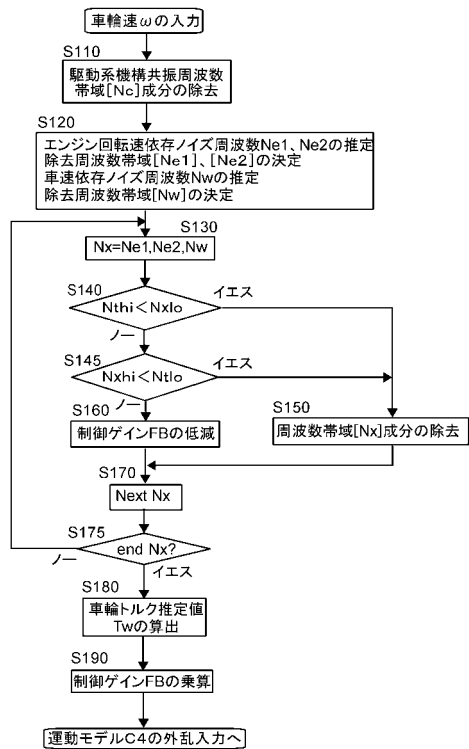 車輪速ωの入力
S110
駆動系機構共振周波数
帯域[Nc]成分の除去
S120
エンジン回転速依存ノイズ周波数Ne1、Ne2の推定
除去周波数帯域[Ne1]、[Ne2]の決定
車速依存ノイズ周波数Nwの推定
除去周波数帯域[Nw]の決定
S130
Nx=Ne1,Ne2,Nw
S140
Nthi<Nxlo
イエス
ノー
S145
Nxhi<Ntlo
イエス
ノー
S160
制御ゲインFBの低減
S150
周波数帯域[Nx]成分の除去
S170
Next Nx
S175
end Nx?
ノー
イエス
S180
車輪トルク推定値
Twの算出
S190
制御ゲインFBの乗算
運動モデルC4の外乱入力へ